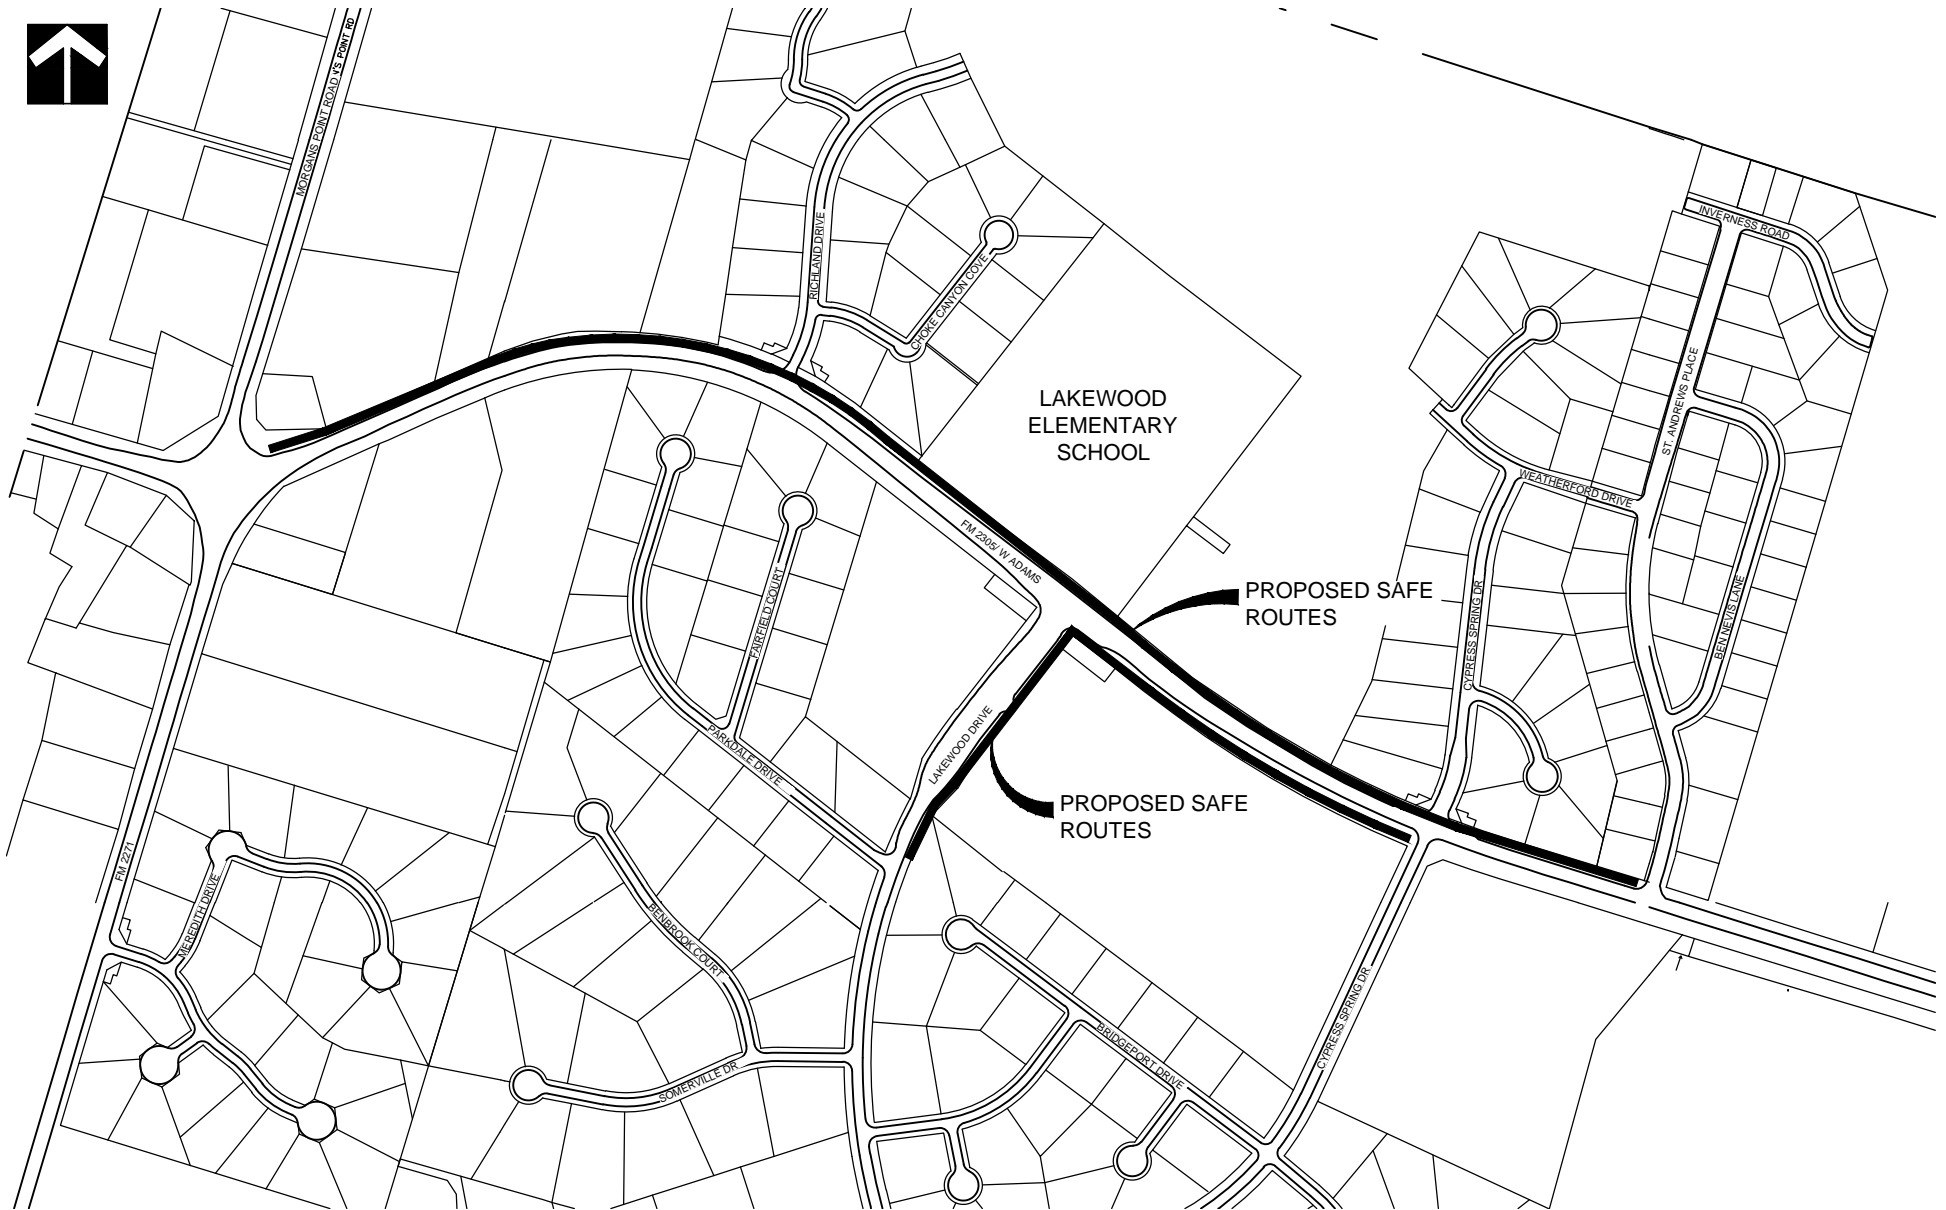 MORGANS POINT ROAD
'S POINT RD
INVERNESS ROAD
RICHLAND DRIVE
CHOKE CANYON COVE
LAKEWOOD
ELEMENTARY
SCHOOL
ST. ANDREWS PLACE
WEATHERFORD DRIVE
FM 2305/ W ADAMS
PROPOSED SAFE
ROUTES
FAIRFIELD COURT
CYPRESS SPRING DR
BEN NEVIS LANE
PARKDALE DRIVE
LAKEWOOD DRIVE
PROPOSED SAFE
ROUTES
FM 2271
MEREDITH DRIVE
BENBROOK COURT
SOMERVILLE DR
BRIDGEPORT DRIVE
CYPRESS SPRING DR